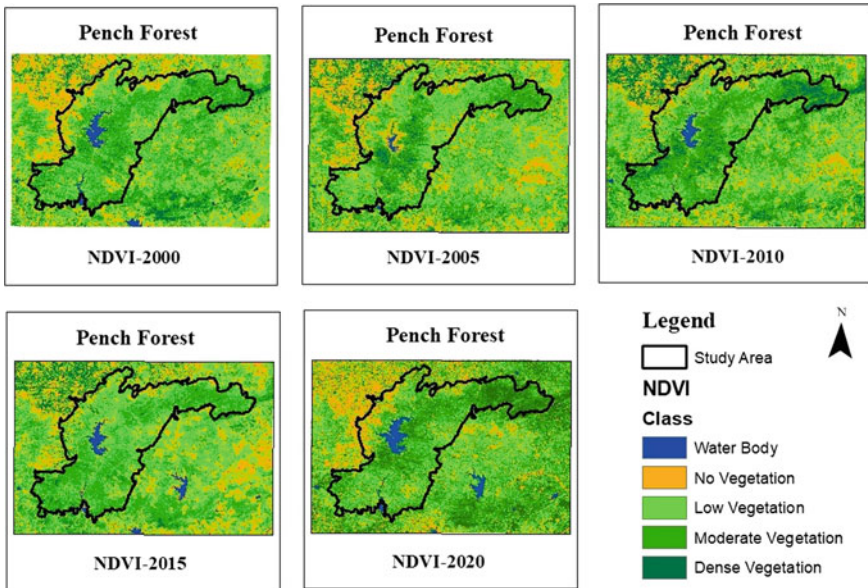 Pench Forest
NDVI-2000
Pench Forest
NDVI-2005
Pench Forest
NDVI-2010
Pench Forest
NDVI-2015
Pench Forest
NDVI-2020
Legend
N
Study Area
NDVI
Class
Water Body
No Vegetation
Low Vegetation
Moderate Vegetation
Dense Vegetation